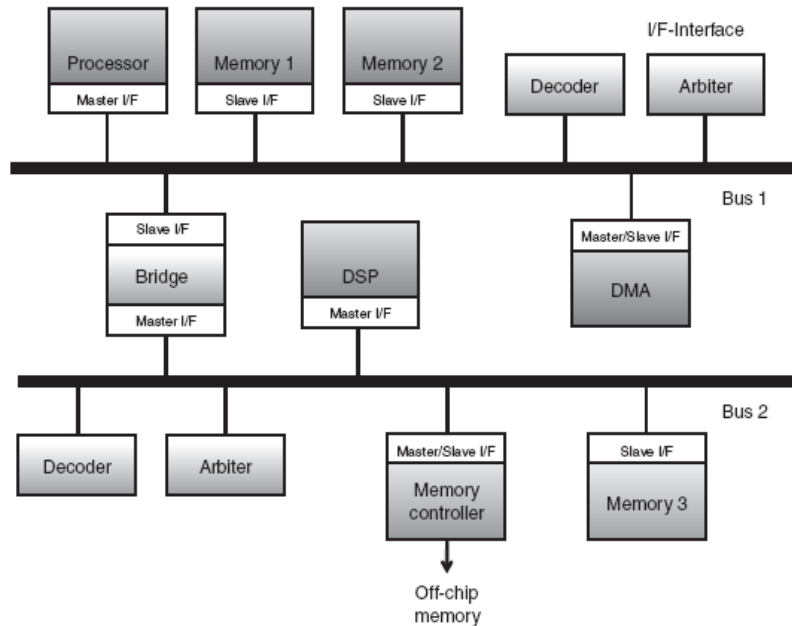 I/F-Interface
Processor
Master I/F
Memory 1
Slave I/F
Memory 2
Slave I/F
Decoder
Arbiter
Bus 1
Slave I/F
Bridge
Master I/F
DSP
Master I/F
Master/Slave I/F
DMA
Bus 2
Decoder
Arbiter
Master/Slave I/F
Memory
controller
Slave I/F
Memory 3
Off-chip
memory